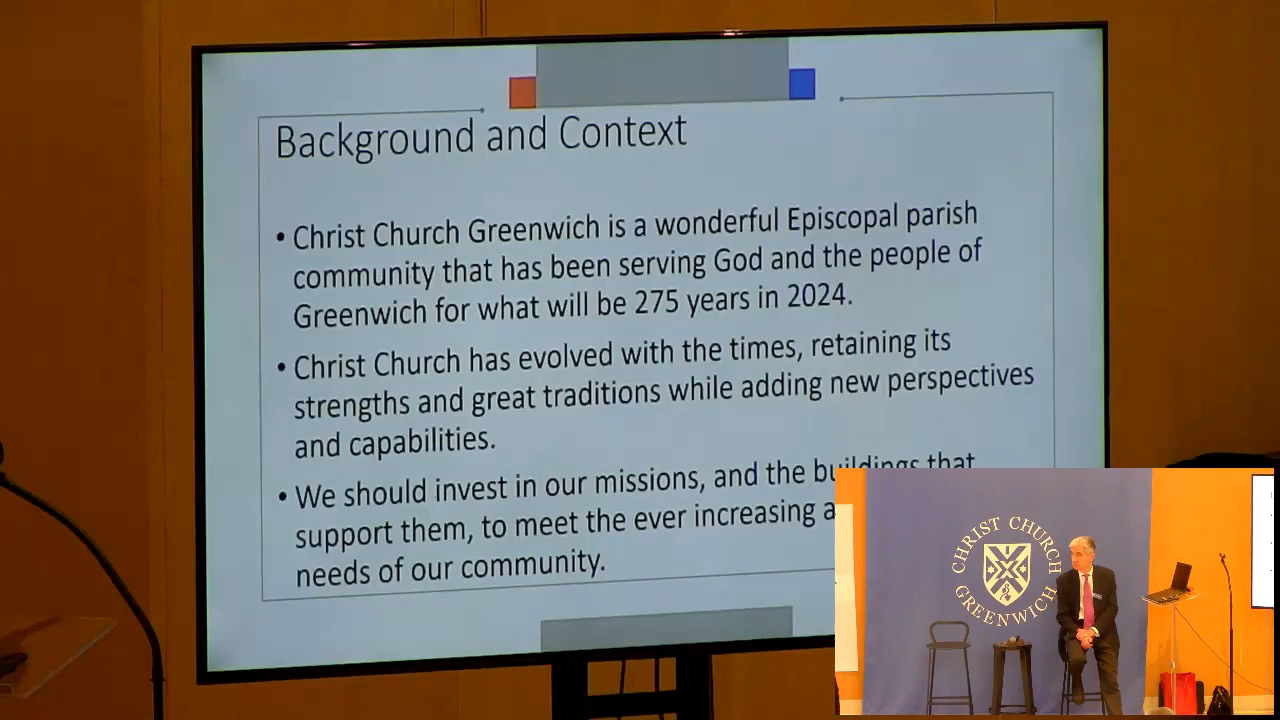 Background and Context
• Christ Church Greenwich is a wonderful Episcopal parish
community that has been serving God and the people of
Greenwich for what will be 275 years in 2024.
• Christ Church has evolved with the times, retaining its
strengths and great traditions while adding new perspectives
and capabilities.
• We should invest in our missions, and the buildings that
support them, to meet the ever increasing
needs of our community.
CHRIST CHURCH
GREENWICH